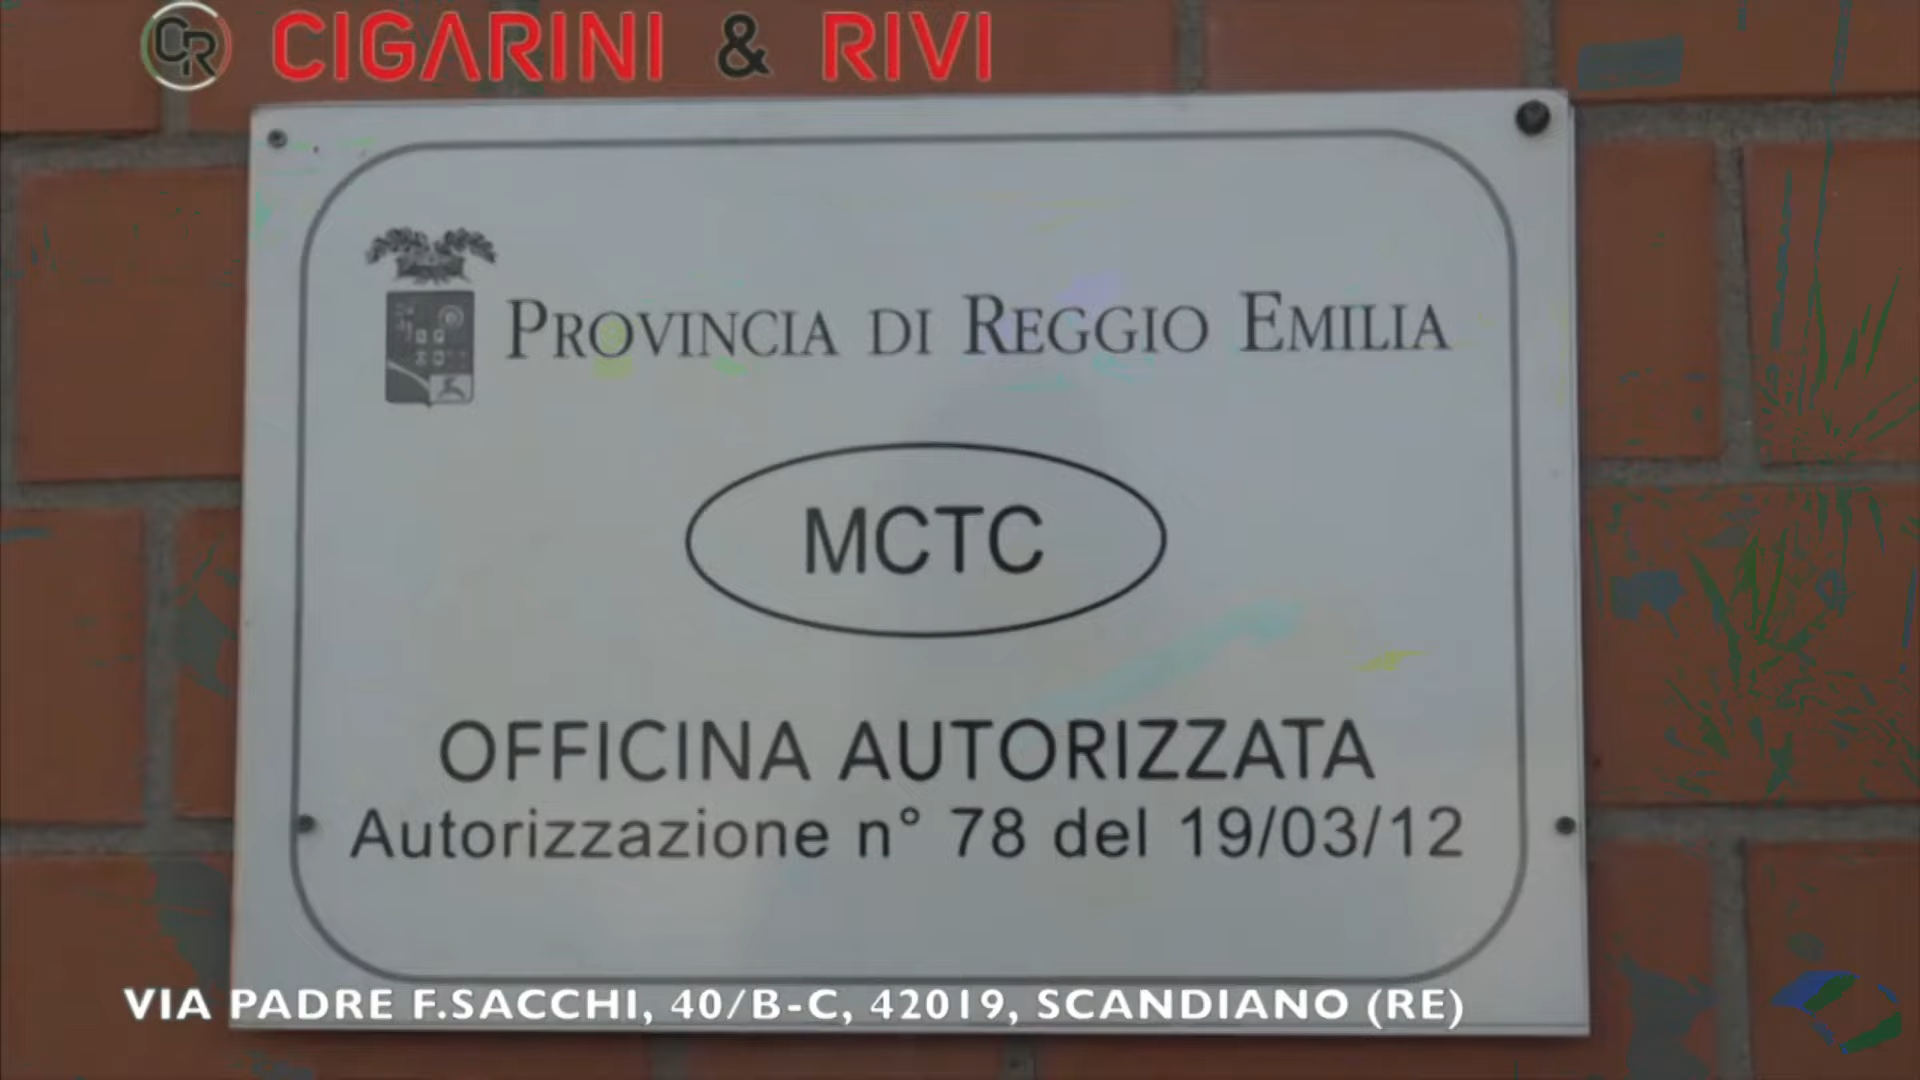 CR CIGARINI & RIVI
PROVINCIA DI REGGIO EMILIA
MCTC
OFFICINA AUTORIZZATA
Autorizzazione n° 78 del 19/03/12
VIA PADRE F.SACCHI, 40/B-C, 42019, SCANDIANO (RE)